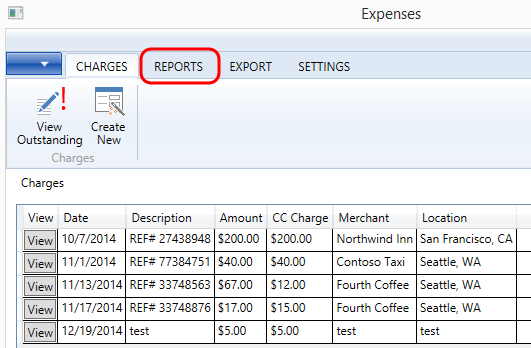 Expenses
CHARGES REPORTS EXPORT SETTINGS
View Outstanding Create New
Charges
Charges
View Date Description Amount CC Charge Merchant Location
View 10/7/2014 REF# 27438948 $200.00 $200.00 Northwind Inn San Francisco, CA
View 11/1/2014 REF# 77384751 $40.00 $40.00 Contoso Taxi Seattle, WA
View 11/13/2014 REF# 33748563 $67.00 $12.00 Fourth Coffee Seattle, WA
View 11/17/2014 REF# 33748876 $17.00 $15.00 Fourth Coffee Seattle, WA
View 12/19/2014 test $5.00 $5.00 test test